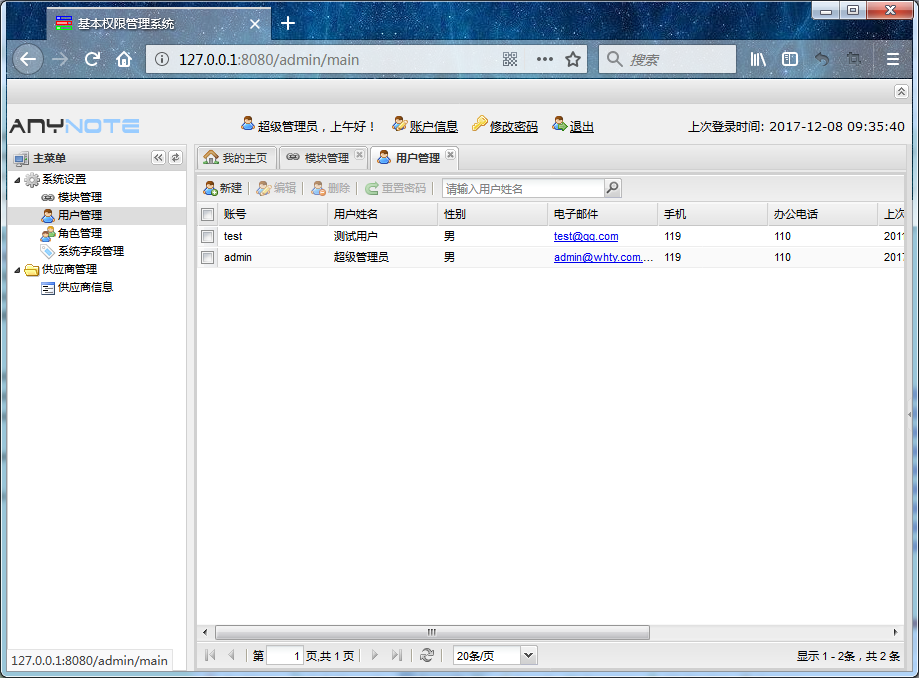 基本权限管理系统
127.0.0.1:8080/admin/main
搜索
ANYNOTE
超级管理员，上午好！ 账户信息 修改密码 退出 上次登录时间: 2017-12-08 09:35:40
主菜单
系统设置
模块管理
用户管理
角色管理
系统字段管理
供应商管理
供应商信息
我的主页 模块管理 用户管理
新建 编辑 删除 重置密码 请输入用户姓名
账号 用户姓名 性别 电子邮件 手机 办公电话 上次
test 测试用户 男 test@qq.com 119 110 2011
admin 超级管理员 男 admin@whty.com.... 119 110 2017
第 1 页,共 1 页 20条/页 显示 1 - 2条，共 2 条
127.0.0.1:8080/admin/main